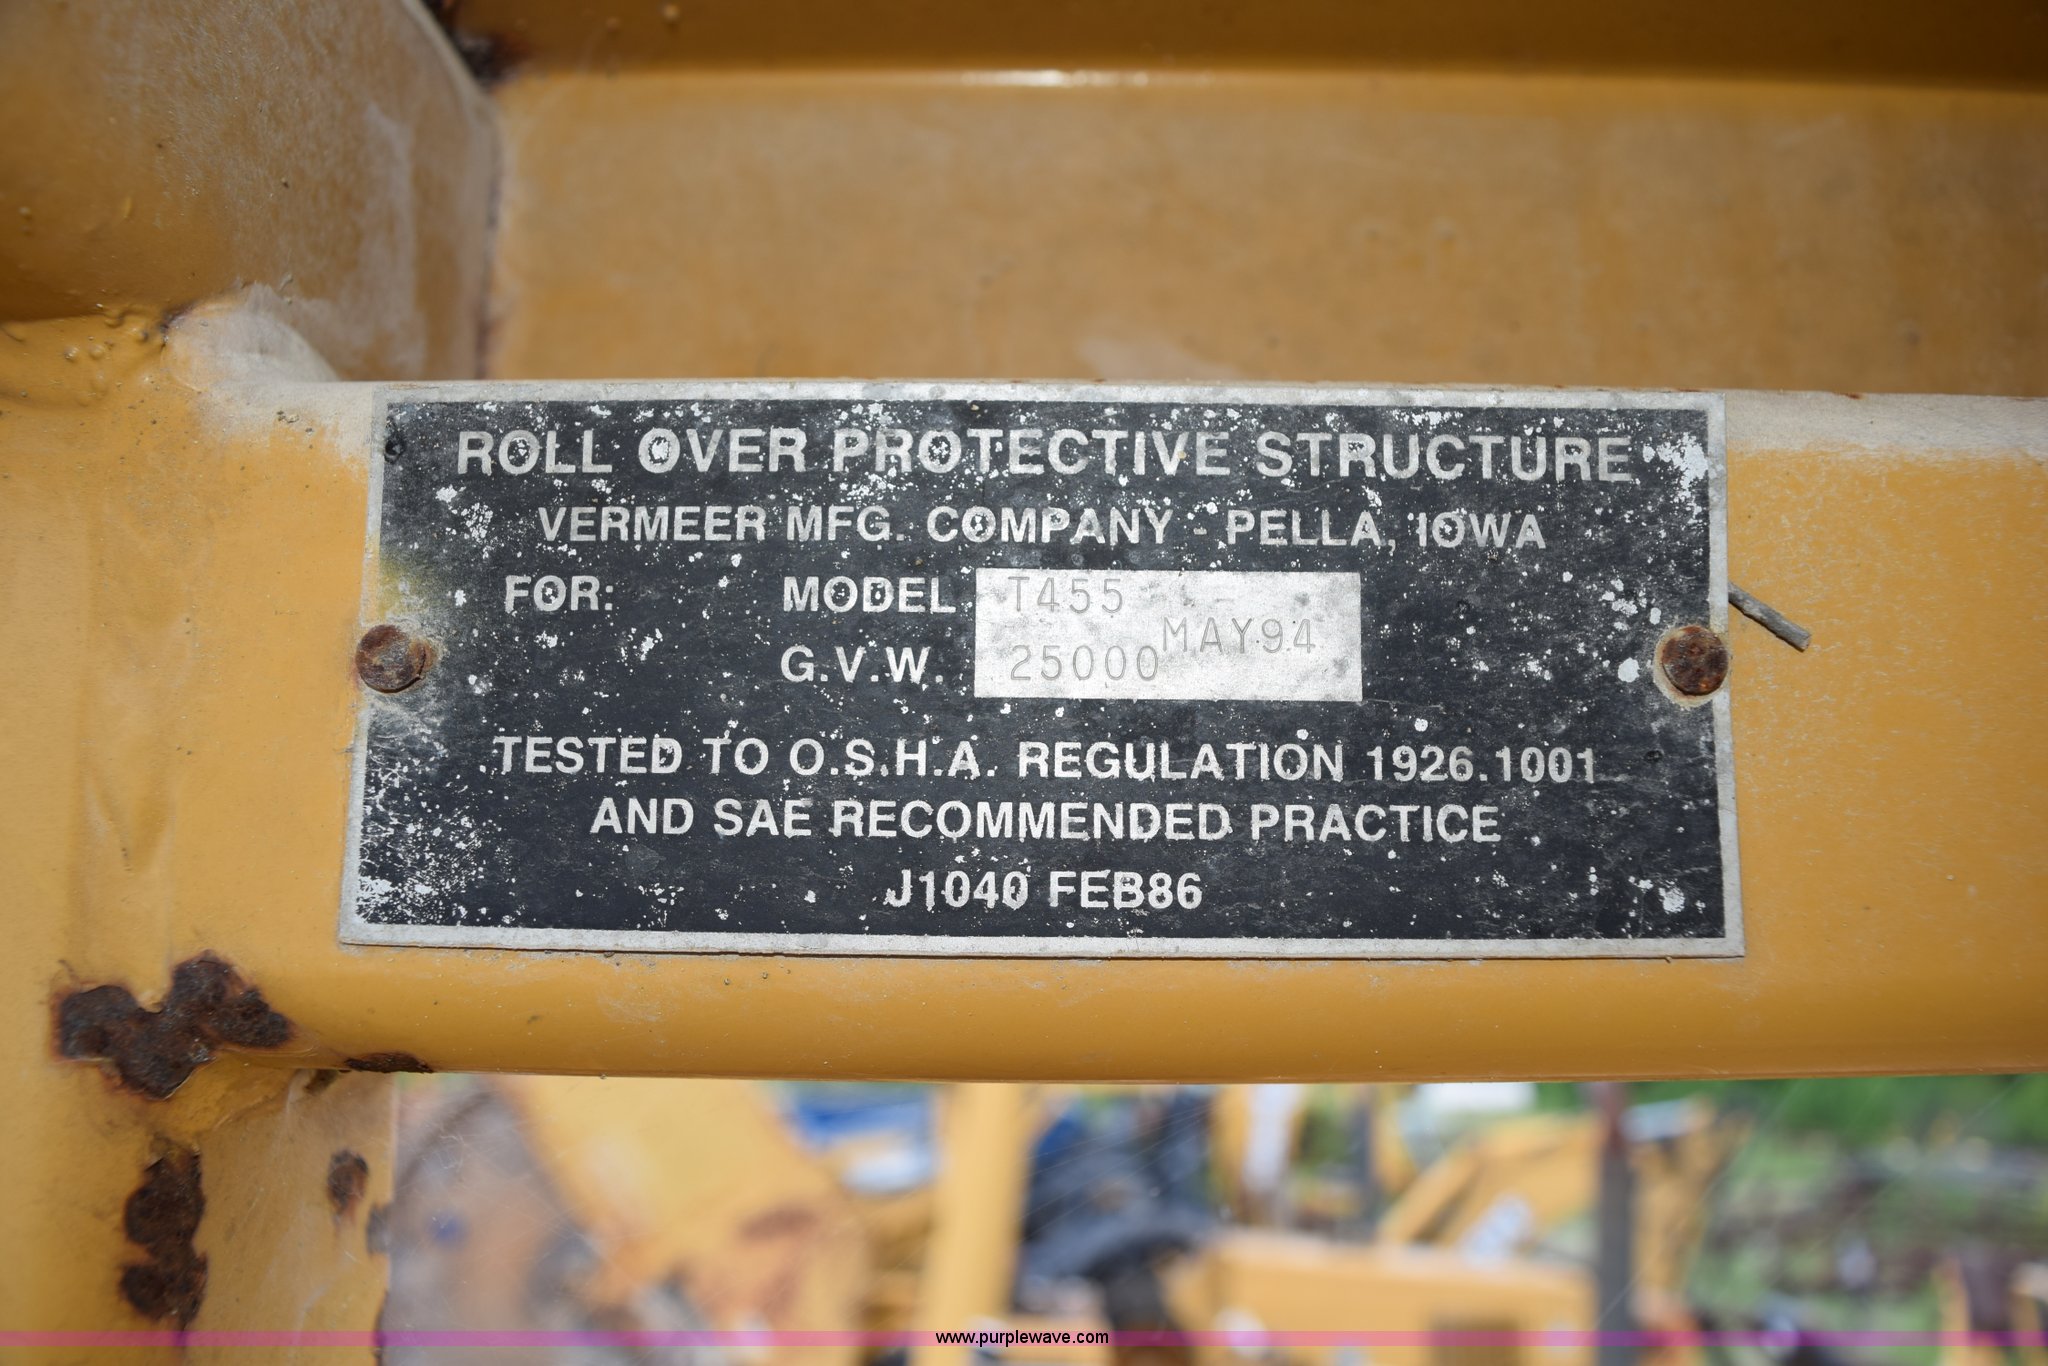 ROLL OVER PROTECTIVE STRUCTURE
VERMEER MFG. COMPANY - PELLA, IOWA
FOR: MODEL T455
MAY94
G.V.W. 25000
TESTED TO O.S.H.A. REGULATION 1926.1001
AND SAE RECOMMENDED PRACTICE
J1040 FEB86
www.purplewave.com